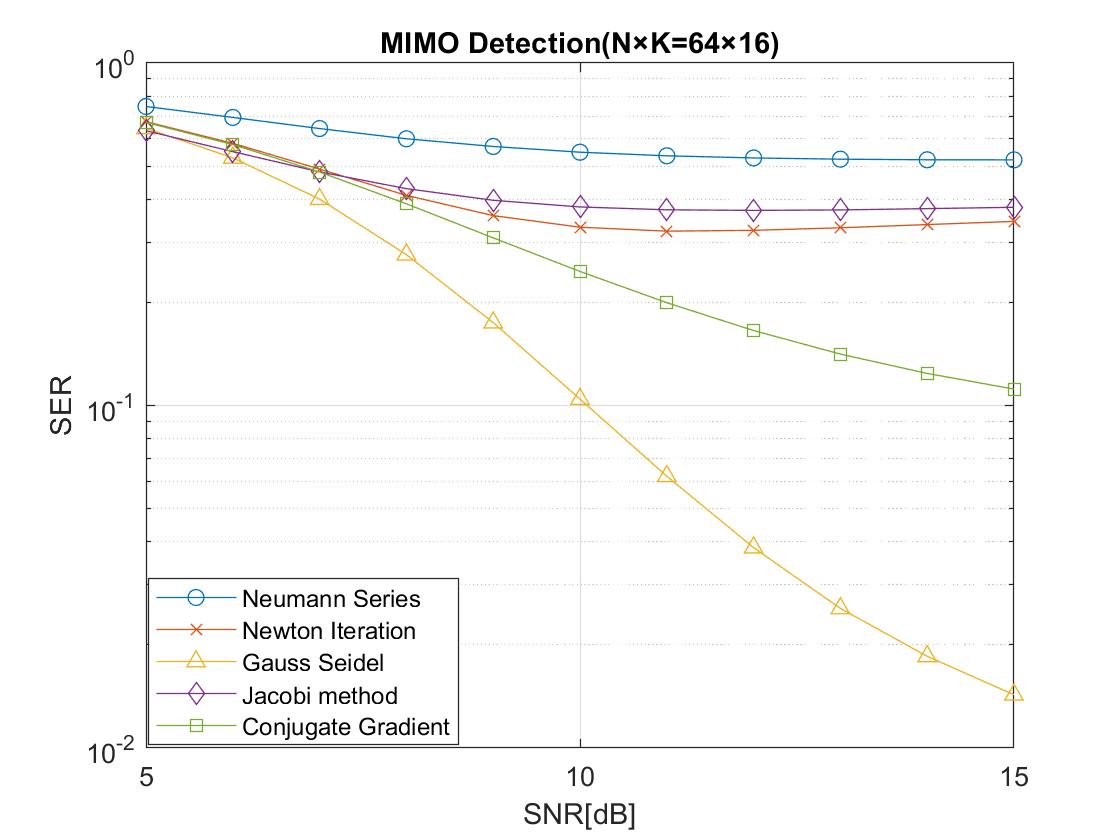 MIMO Detection(N×K=64×16)
10^0
10^-1
10^-2
SER
Neumann Series
Newton Iteration
Gauss Seidel
Jacobi method
Conjugate Gradient
5
10
15
SNR[dB]